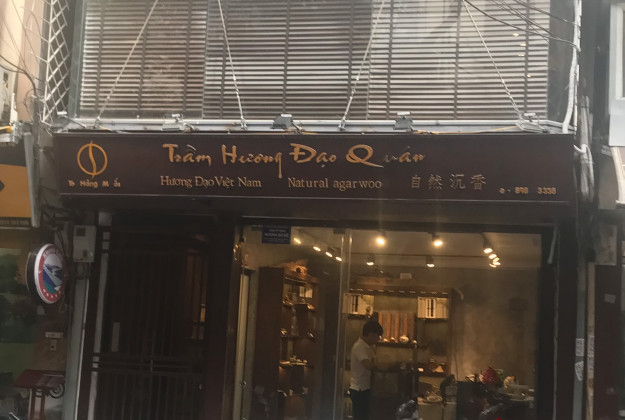 Trầm Hương Đạo Quán
Hương Đạo Việt Nam Natural agarwoo 自然沉香